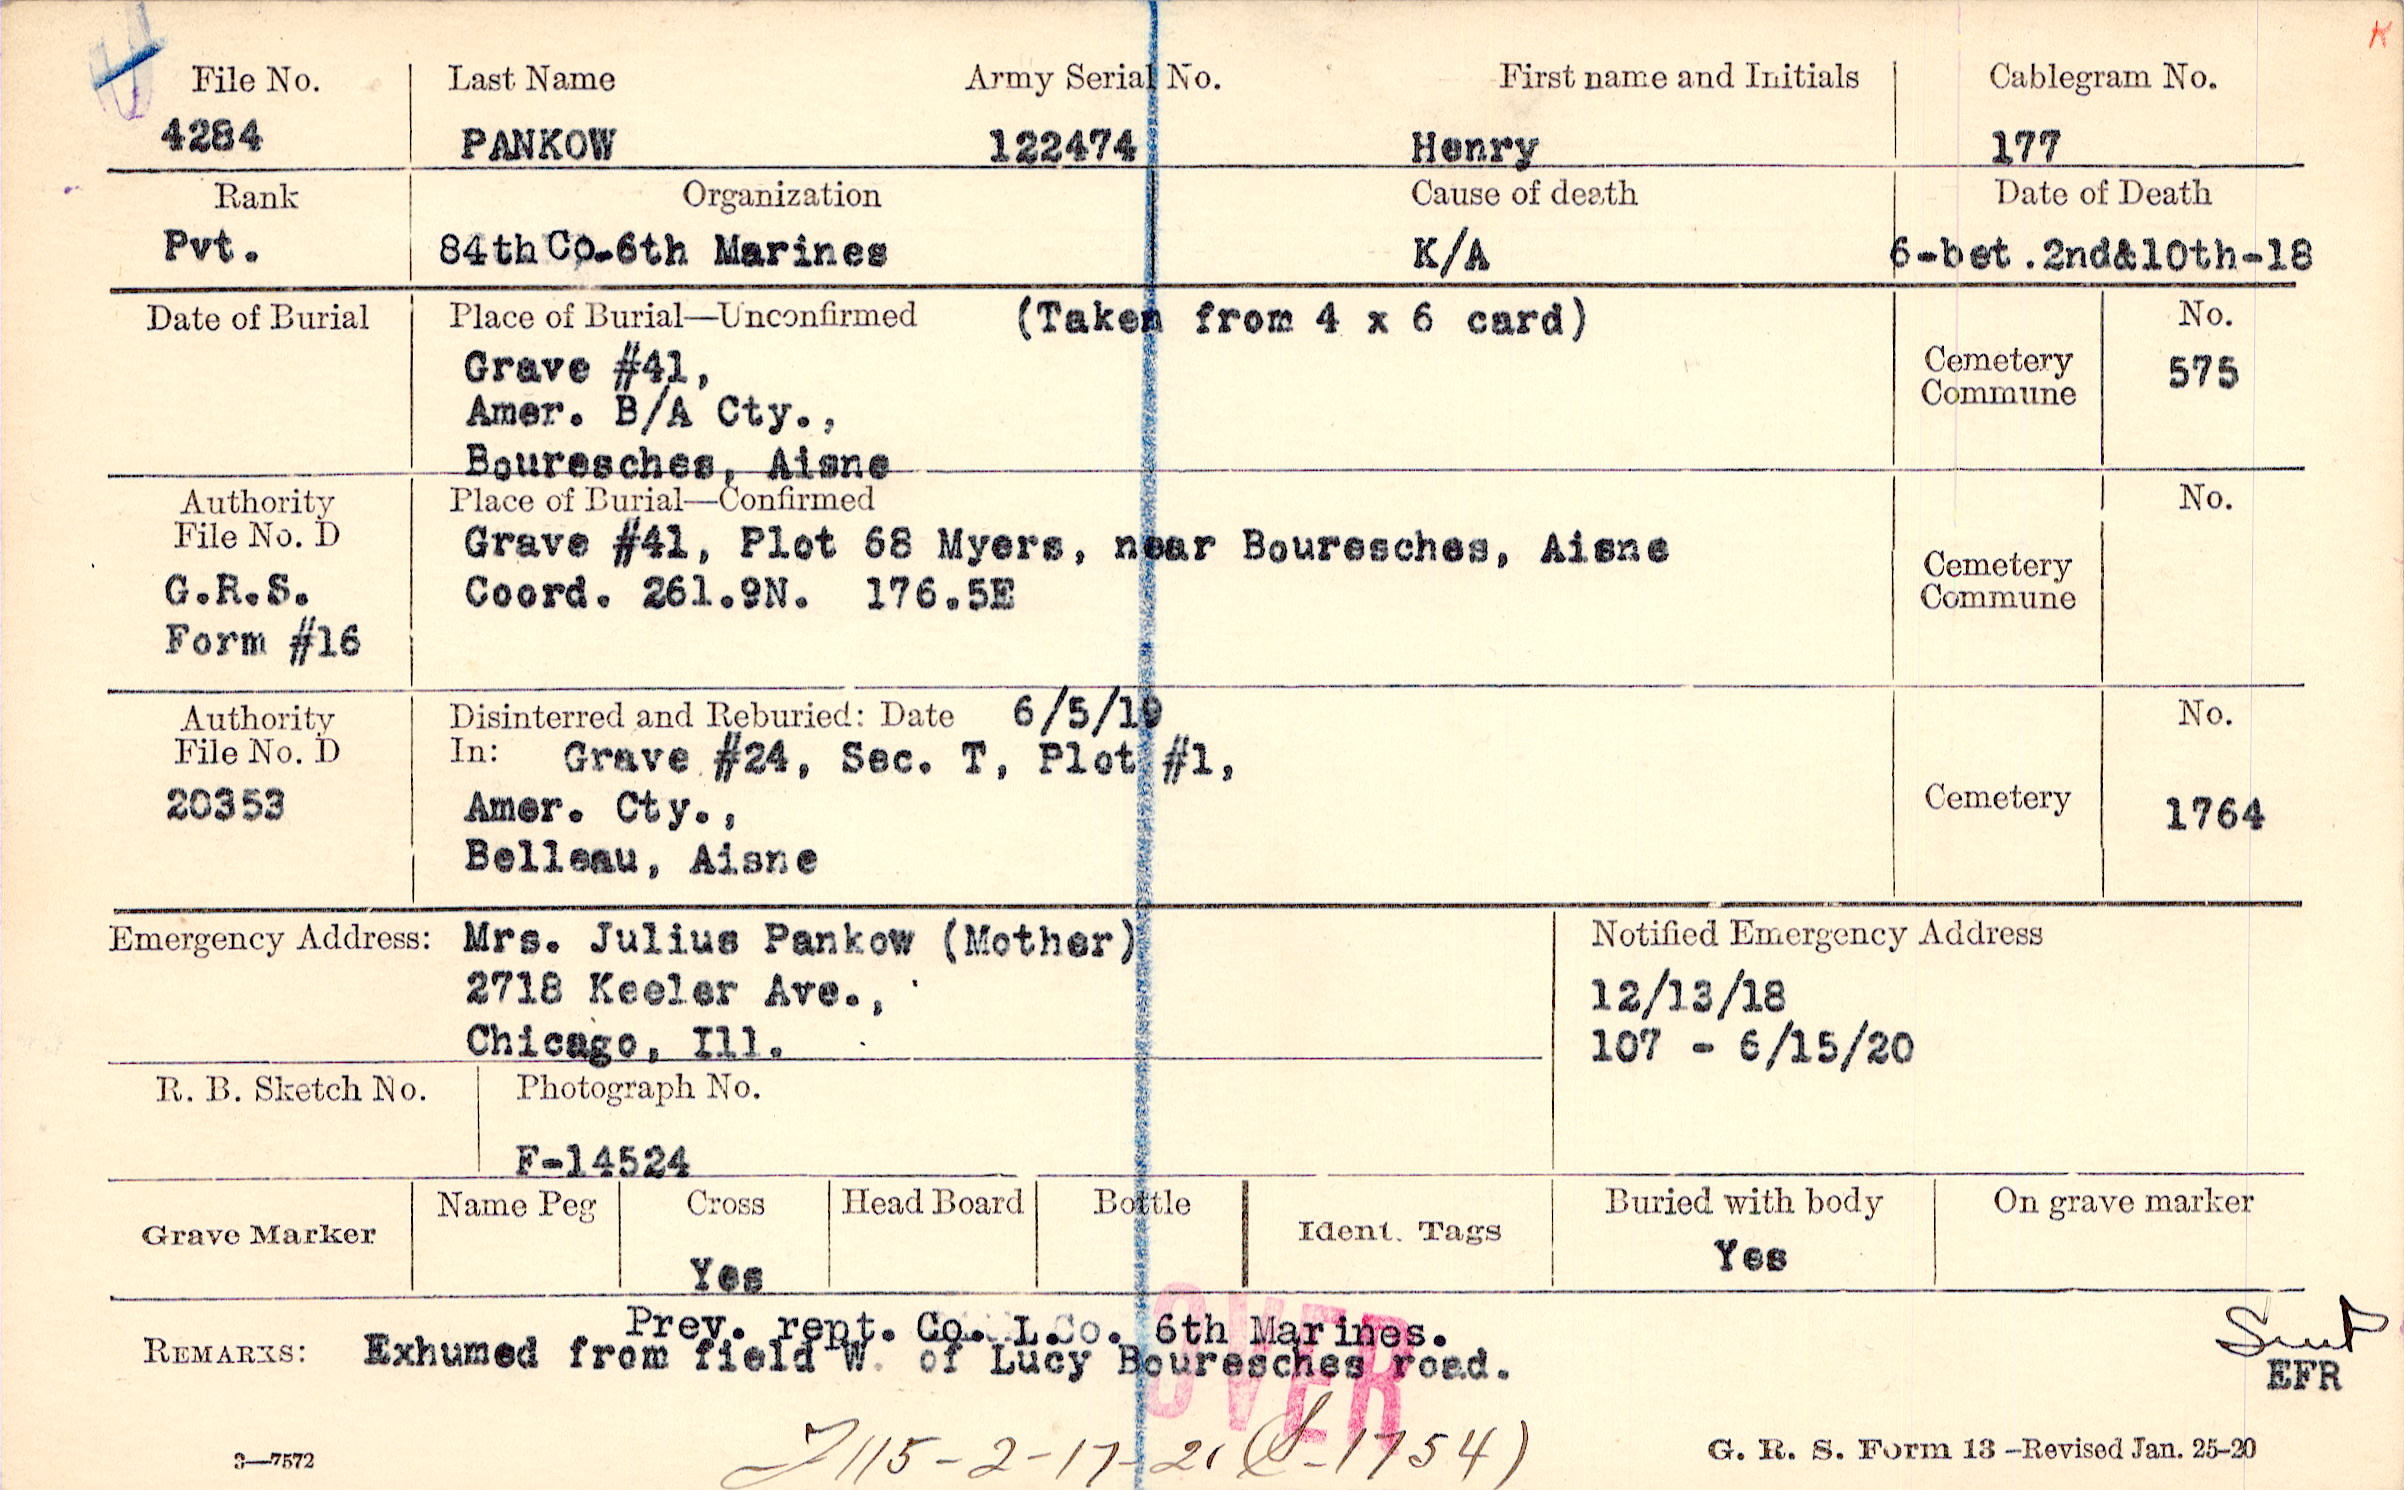 K
File No. Last Name Army Serial No. First name and Initials Cablegram No.
4284 PANKOW 122474 Henry 177
Rank Organization Cause of death Date of Death
Pvt. 84th Co.6th Marines K/A 6-bet.2nd&10th-18
Date of Burial Place of Burial—Unconfirmed (Taken from 4 x 6 card) No.
Grave #41, Cemetery Commune 575
Amer. B/A Cty.,
Bouresches, Aisne
Authority File No. D Place of Burial—Confirmed No.
Grave #41, Plot 68 Myers, near Bouresches, Aisne
G.R.S. Coord. 261.9N. 176.5E Cemetery Commune
Form #16
Authority File No. D Disinterred and Reburied: Date 6/5/19 No.
In: Grave #24, Sec. T, Plot #1,
20353 Amer. Cty., Cemetery 1764
Belleau, Aisne
Emergency Address: Mrs. Julius Pankow (Mother) Notified Emergency Address
2718 Keeler Ave., 12/13/18
Chicago, Ill. 107 - 6/15/20
R. B. Sketch No. Photograph No.
F-14524
Grave Marker Name Peg Cross Head Board Bottle Ident. Tags Buried with body On grave marker
Yes Yes
Prev. rept. Co. L.Co. 6th Marines.
REMARKS: Exhumed from field W. of Lucy Bouresches road.
OVER
EFR
115-2-17-21 -1754)
3—7572 G. R. S. Form 13—Revised Jan. 25-20